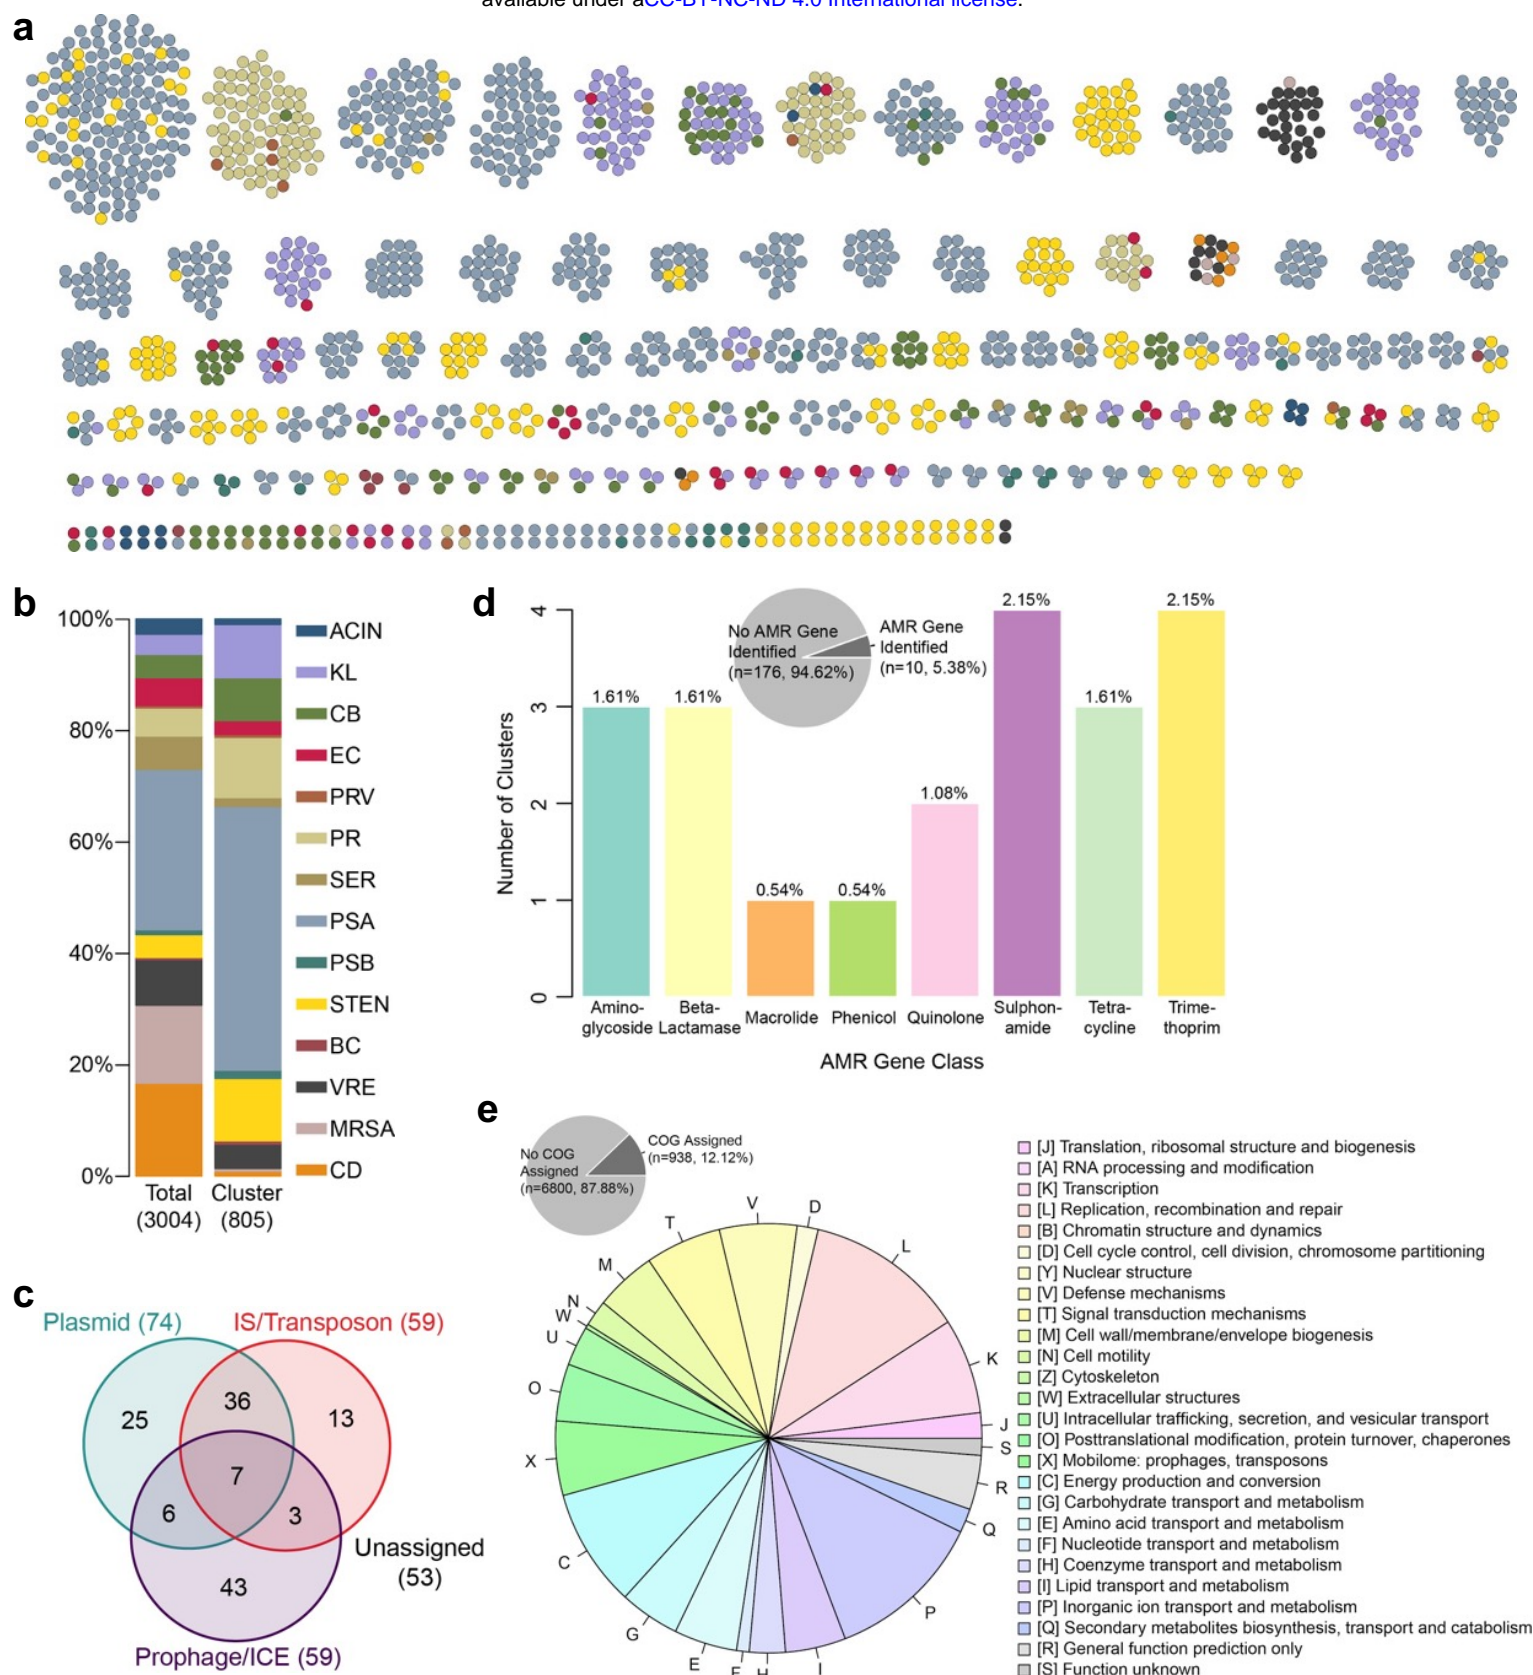 available under aCC-BY-NC-ND 4.0 International license.
a
b
100%
80%
60%
40%
20%
0%
Total
(3004)
Cluster
(805)
ACIN
KL
CB
EC
PRV
PR
SER
PSA
PSB
STEN
BC
VRE
MRSA
CD
c
Plasmid (74)
IS/Transposon (59)
25
36
13
7
6
3
43
Unassigned
(53)
Prophage/ICE (59)
d
Number of Clusters
4
3
2
1
0
No AMR Gene
Identified
(n=176, 94.62%)
AMR Gene
Identified
(n=10, 5.38%)
1.61%
1.61%
0.54%
0.54%
1.08%
2.15%
1.61%
2.15%
Amino-
glycoside
Beta-
Lactamase
Macrolide
Phenicol
Quinolone
Sulphon-
amide
Tetra-
cycline
Trime-
thoprim
AMR Gene Class
e
No COG
Assigned
(n=6800, 87.88%)
COG Assigned
(n=938, 12.12%)
V
D
T
L
M
N
W
U
K
O
J
S
X
R
Q
C
P
G
E
F
H
I
[J] Translation, ribosomal structure and biogenesis
[A] RNA processing and modification
[K] Transcription
[L] Replication, recombination and repair
[B] Chromatin structure and dynamics
[D] Cell cycle control, cell division, chromosome partitioning
[Y] Nuclear structure
[V] Defense mechanisms
[T] Signal transduction mechanisms
[M] Cell wall/membrane/envelope biogenesis
[N] Cell motility
[Z] Cytoskeleton
[W] Extracellular structures
[U] Intracellular trafficking, secretion, and vesicular transport
[O] Posttranslational modification, protein turnover, chaperones
[X] Mobilome: prophages, transposons
[C] Energy production and conversion
[G] Carbohydrate transport and metabolism
[E] Amino acid transport and metabolism
[F] Nucleotide transport and metabolism
[H] Coenzyme transport and metabolism
[I] Lipid transport and metabolism
[P] Inorganic ion transport and metabolism
[Q] Secondary metabolites biosynthesis, transport and catabolism
[R] General function prediction only
[S] Function unknown